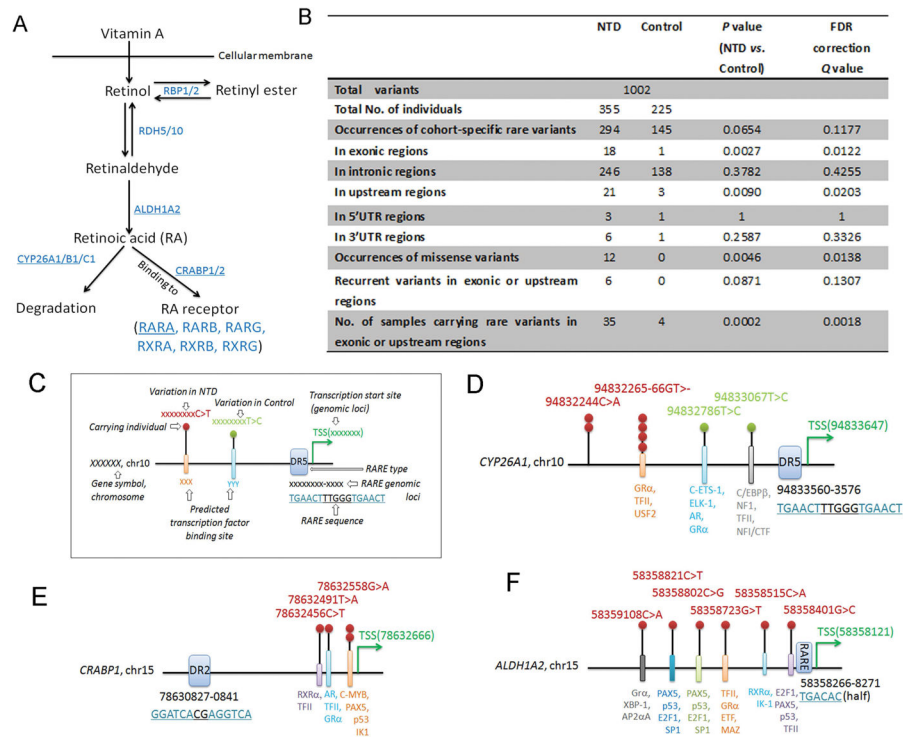 A
Vitamin A
Cellular membrane
Retinol
RBP1/2
Retinyl ester
RDH5/10
Retinaldehyde
ALDH1A2
Retinoic acid (RA)
CYP26A1/B1/C1
Binding to
CRABP1/2
Degradation
RA receptor
(RARA, RARB, RARG,
RXRA, RXRB, RXRG)
B
NTD Control P value FDR
(NTD vs. correction
Control) Q value
Total variants 1002
Total No. of individuals 355 225
Occurrences of cohort-specific rare variants 294 145 0.0654 0.1177
In exonic regions 18 1 0.0027 0.0122
In intronic regions 246 138 0.3782 0.4255
In upstream regions 21 3 0.0090 0.0203
In 5'UTR regions 3 1 1 1
In 3'UTR regions 6 1 0.2587 0.3326
Occurrences of missense variants 12 0 0.0046 0.0138
Recurrent variants in exonic or upstream 6 0 0.0871 0.1307
regions
No. of samples carrying rare variants in 35 4 0.0002 0.0018
exonic or upstream regions
C
Variation in NTD
xxxxxxxxC>T
Variation in Control
xxxxxxxxT>C
Transcription start site
(genomic loci)
Carrying individual
TSS(xxxxxxx)
DR5
RARE type
XXXXXX, chr10
XXX
YYY
xxxxxxxx-xxxx
RARE genomic
loci
Gene symbol,
chromosome
Predicted
transcription factor
binding site
TGAACTTTGGGTGAACT
RARE sequence
D
94832265-66GT>-
94832244C>A
94833067T>C
94832786T>C
TSS(94833647)
DR5
CYP26A1, chr10
GRα,
TFII,
USF2
C-ETS-1,
ELK-1,
AR,
GRα
C/EBPβ,
NF1,
TFII,
NFI/CTF
94833560-3576
TGAACTTTGGGTGAACT
E
78632558G>A
78632491T>A
78632456C>T
TSS(78632666)
CRABP1, chr15
DR2
78630827-0841
GGATCACGAGGTCA
RXRα,
TFII
AR,
TFII,
GRα
C-MYB,
PAX5,
p53
IK1
F
58358821C>T
58358802C>G
58358515C>A
58359108C>A
58358723G>T
58358401G>C
TSS(58358121)
ALDH1A2, chr15
RARE
58358266-8271
TGACAC(half)
Grα,
XBP-1,
AP2αA
PAX5,
p53,
E2F1,
SP1
PAX5,
p53,
E2F1,
SP1
TFII,
GRα
ETF,
MAZ
RXRα,
IK-1
E2F1,
PAX5,
p53,
TFII